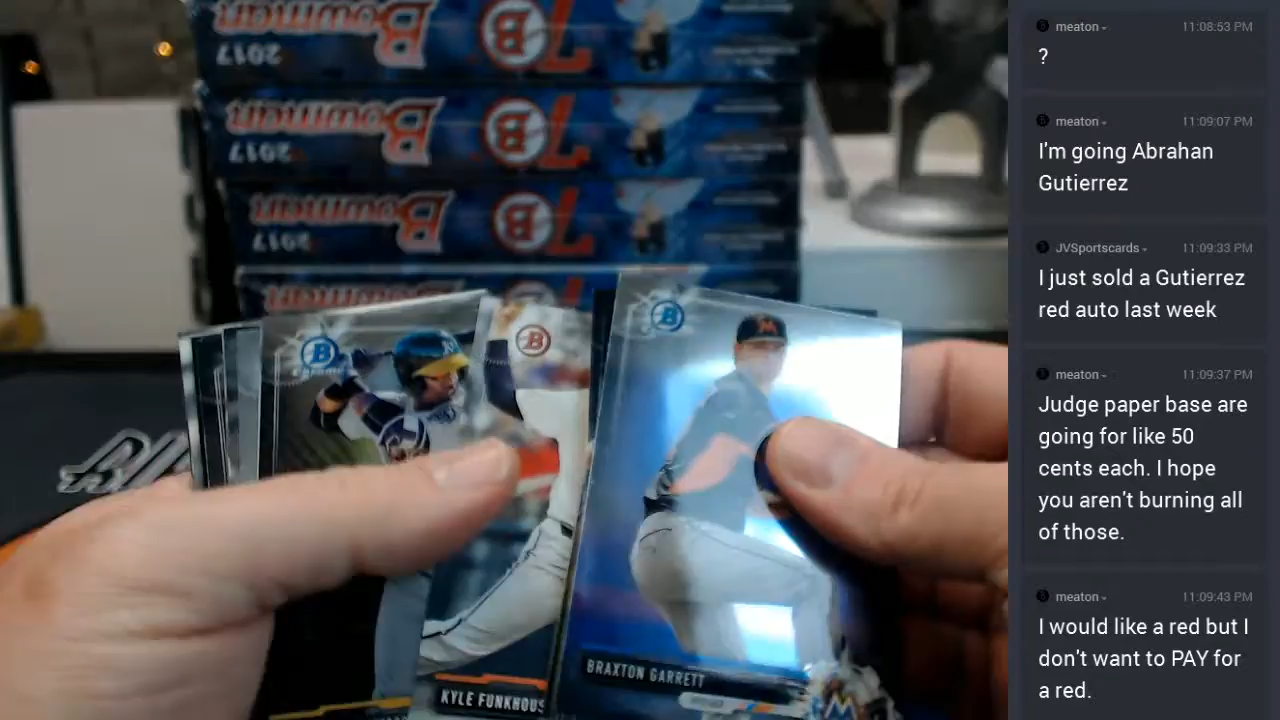 Bowman
B
2017
Bowman
B
2017
Bowman
B
2017
Bowman
B
B
Chrome
B
B
M
KYLE FUNKHOUS
BRAXTON GARRETT
M
meaton
11:08:53 PM
?
meaton
11:09:07 PM
I'm going Abrahan
Gutierrez
JVSportscards
11:09:33 PM
I just sold a Gutierrez
red auto last week
meaton
11:09:37 PM
Judge paper base are
going for like 50
cents each. I hope
you aren't burning all
of those.
meaton
11:09:43 PM
I would like a red but I
don't want to PAY for
a red.